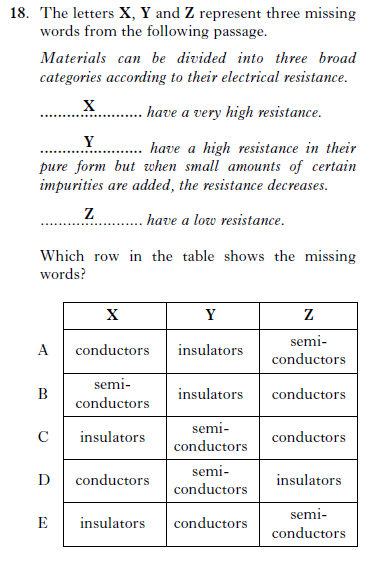 18. The letters X, Y and Z represent three missing
words from the following passage.
Materials can be divided into three broad
categories according to their electrical resistance.
..........X............ have a very high resistance.
..........Y............ have a high resistance in their
pure form but when small amounts of certain
impurities are added, the resistance decreases.
..........Z............ have a low resistance.
Which row in the table shows the missing
words?
X Y Z
A conductors insulators semi-
conductors
B semi-
conductors insulators conductors
C insulators semi-
conductors conductors
D conductors semi-
conductors insulators
E insulators conductors semi-
conductors